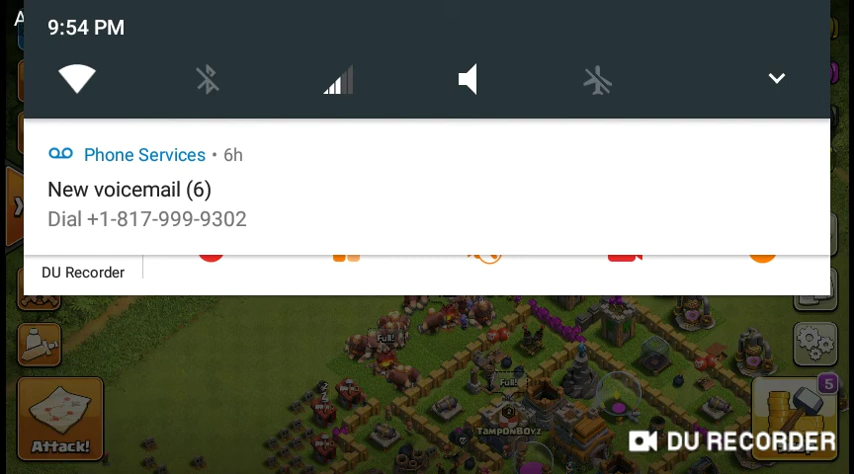 A
9:54 PM
Phone Services • 6h
New voicemail (6)
Dial +1-817-999-9302
DU Recorder
Full!
Full!
TamponBoyz
5
Attack!
DU RECORDER